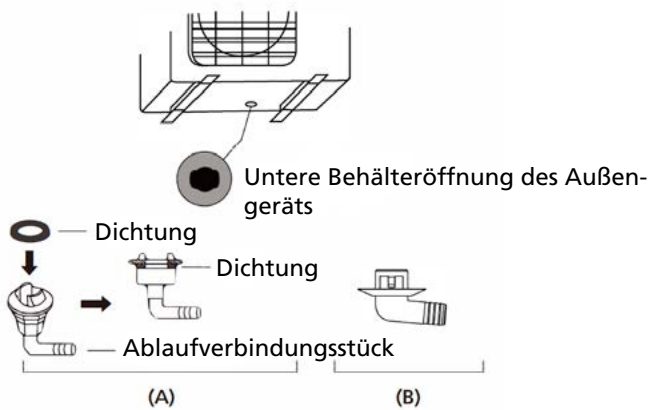 Untere Behälteröffnung des Außen-
geräts
Dichtung
Dichtung
Ablaufverbindungsstück
(A)
(B)